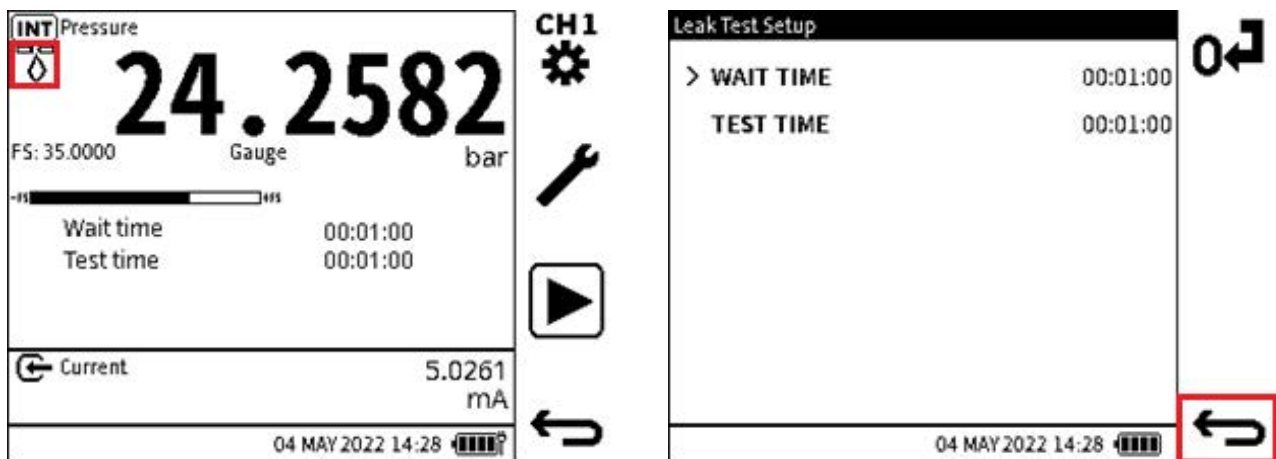 INT Pressure
CH1
24.2582
FS: 35.0000 Gauge bar
-FS +FS
Wait time 00:01:00
Test time 00:01:00
Current 5.0261
mA
04 MAY 2022 14:28
Leak Test Setup
> WAIT TIME 00:01:00
TEST TIME 00:01:00
0
04 MAY 2022 14:28